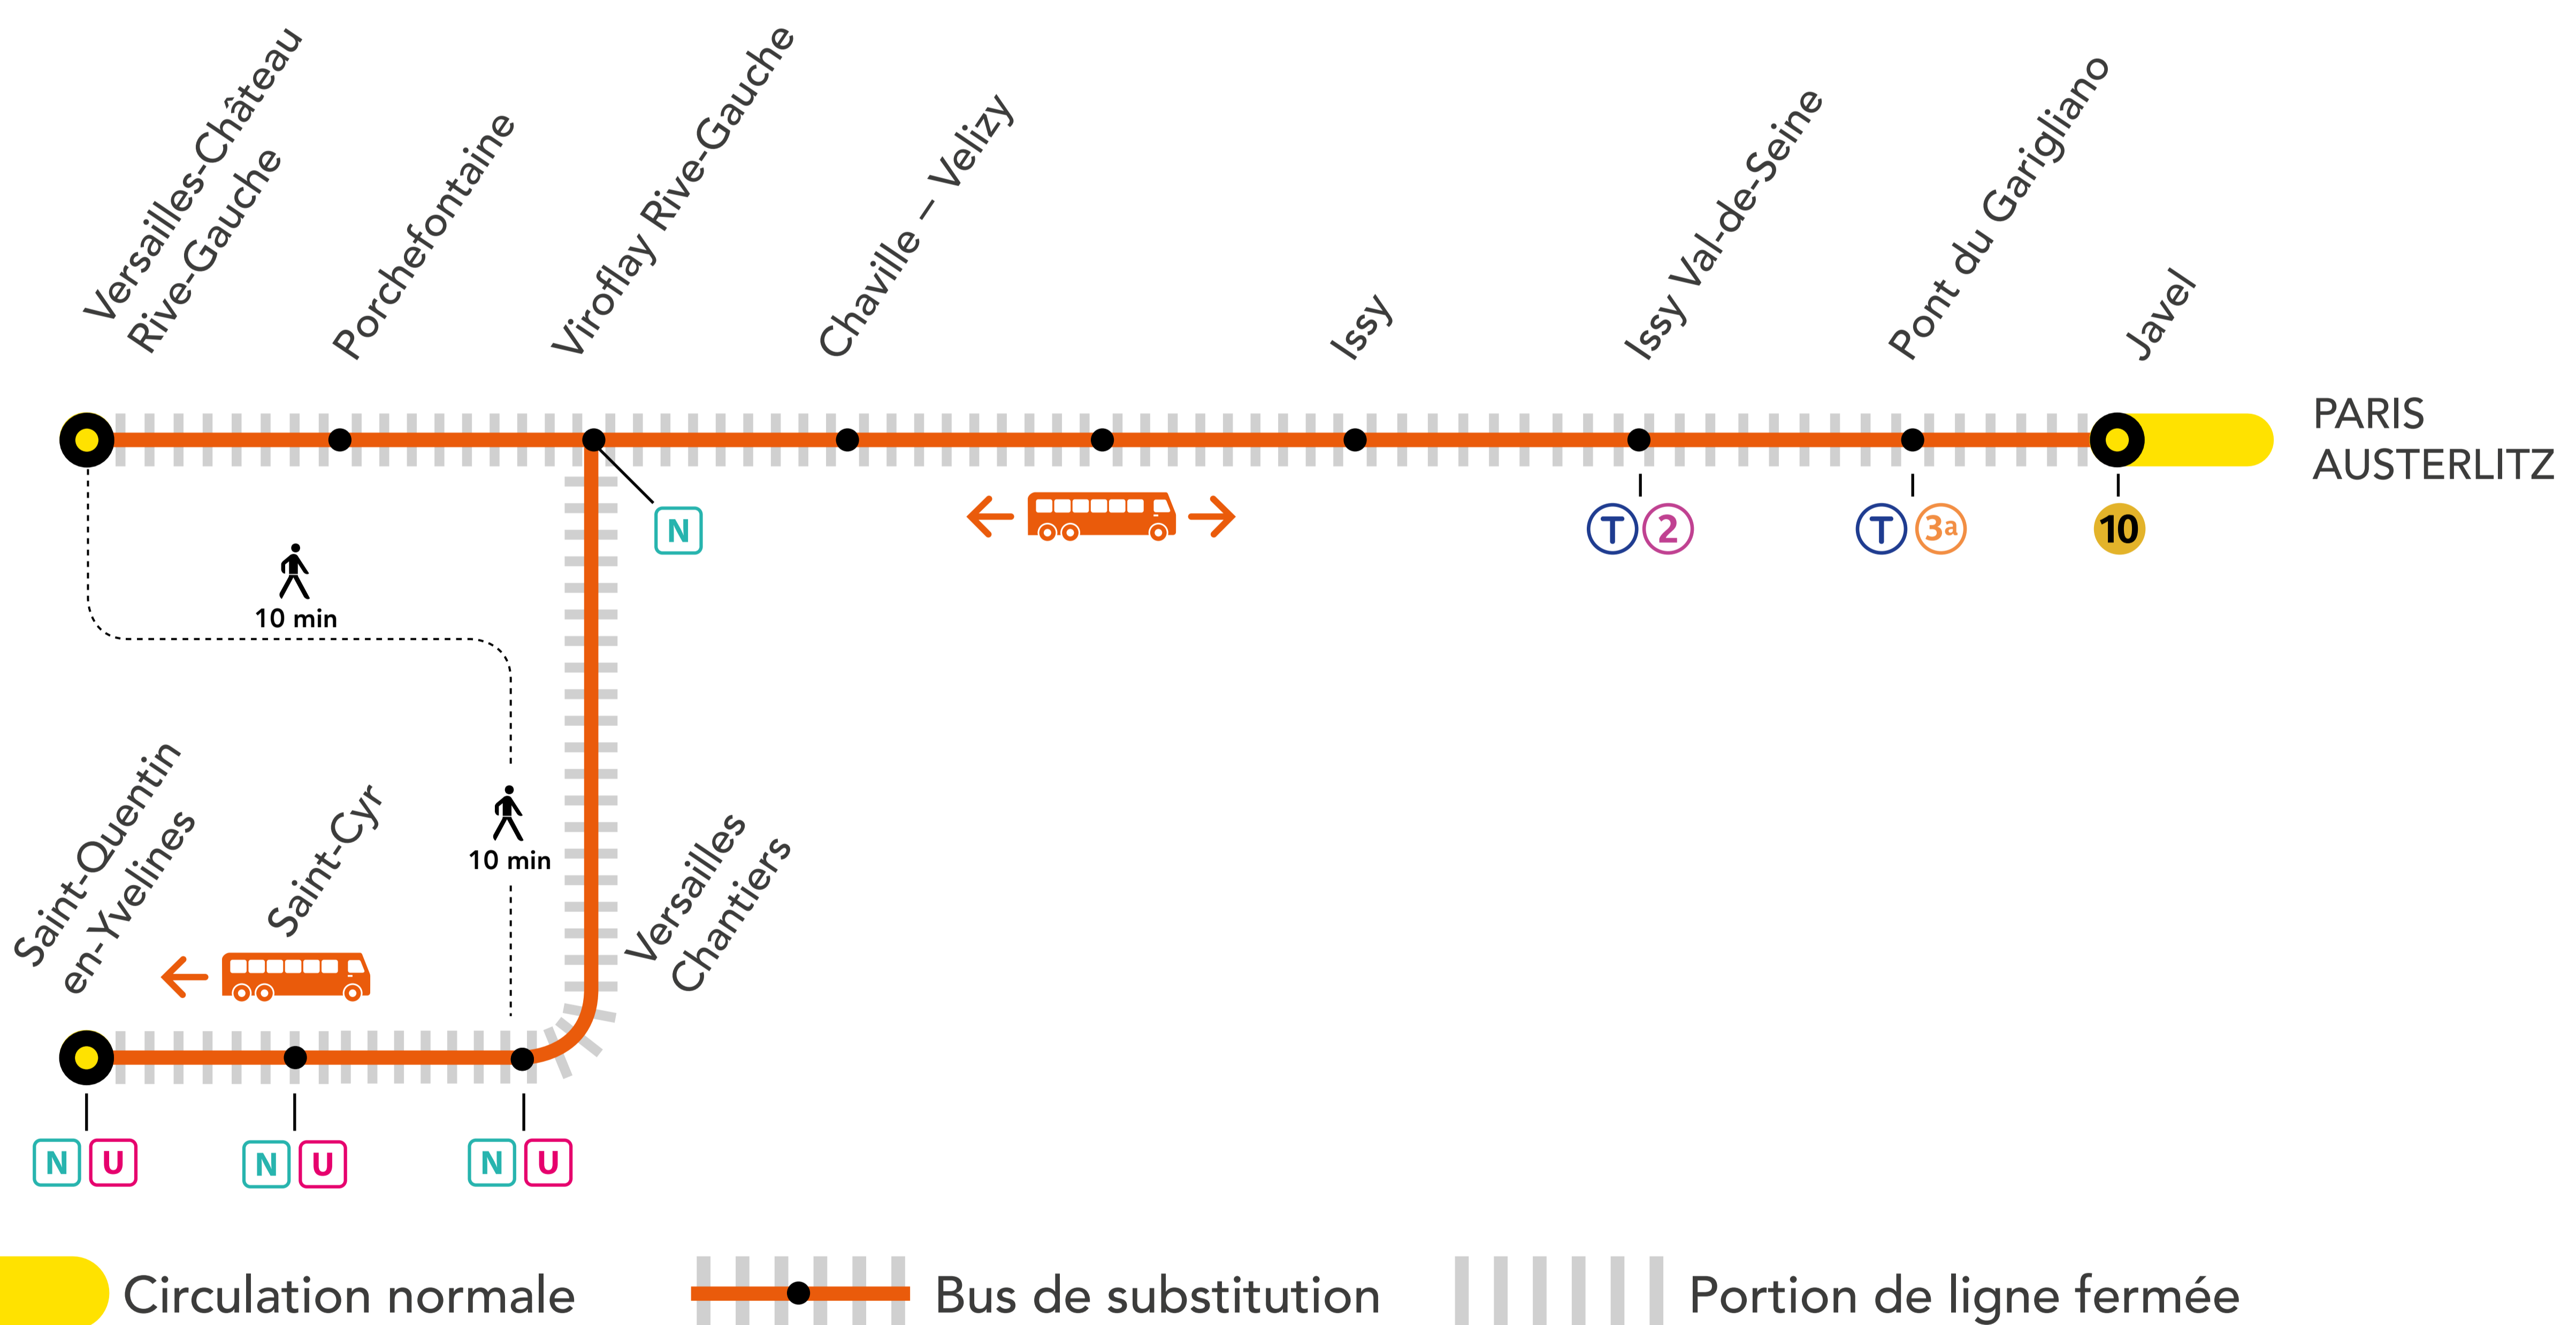 Versailles-Château
Rive-Gauche
Porchefontaine
Viroflay Rive-Gauche
Chaville – Velizy
Issy
Issy Val-de-Seine
Pont du Garigliano
Javel
PARIS
AUSTERLITZ
N
T 2
T 3a
10
10 min
10 min
Saint-Quentin
en-Yvelines
Saint-Cyr
Versailles
Chantiers
N U
N U
N U
Circulation normale
Bus de substitution
Portion de ligne fermée